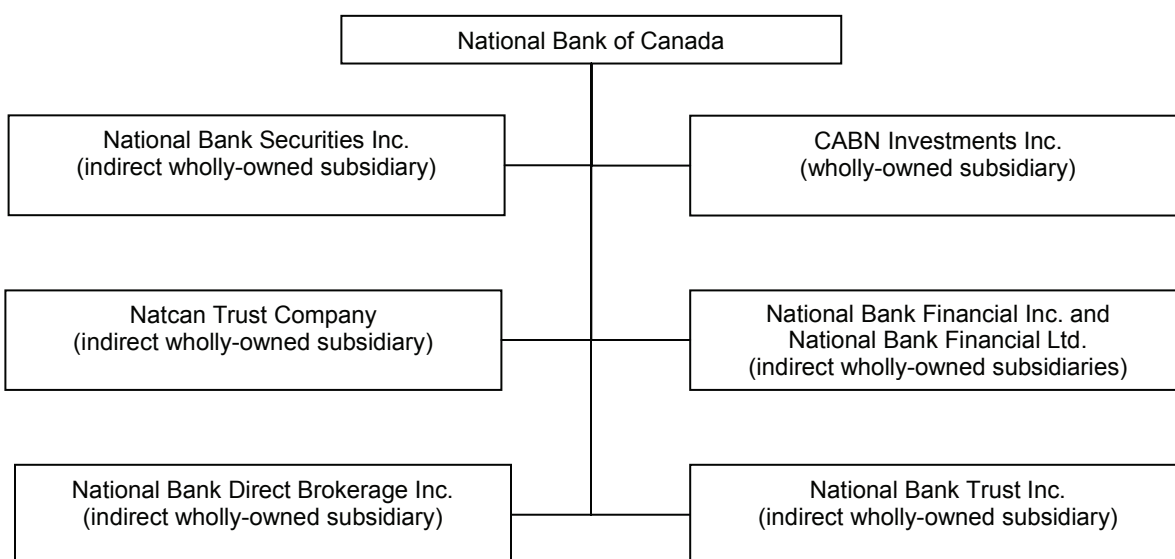 National Bank of Canada
National Bank Securities Inc.
(indirect wholly-owned subsidiary)
CABN Investments Inc.
(wholly-owned subsidiary)
Natcan Trust Company
(indirect wholly-owned subsidiary)
National Bank Financial Inc. and
National Bank Financial Ltd.
(indirect wholly-owned subsidiaries)
National Bank Direct Brokerage Inc.
(indirect wholly-owned subsidiary)
National Bank Trust Inc.
(indirect wholly-owned subsidiary)